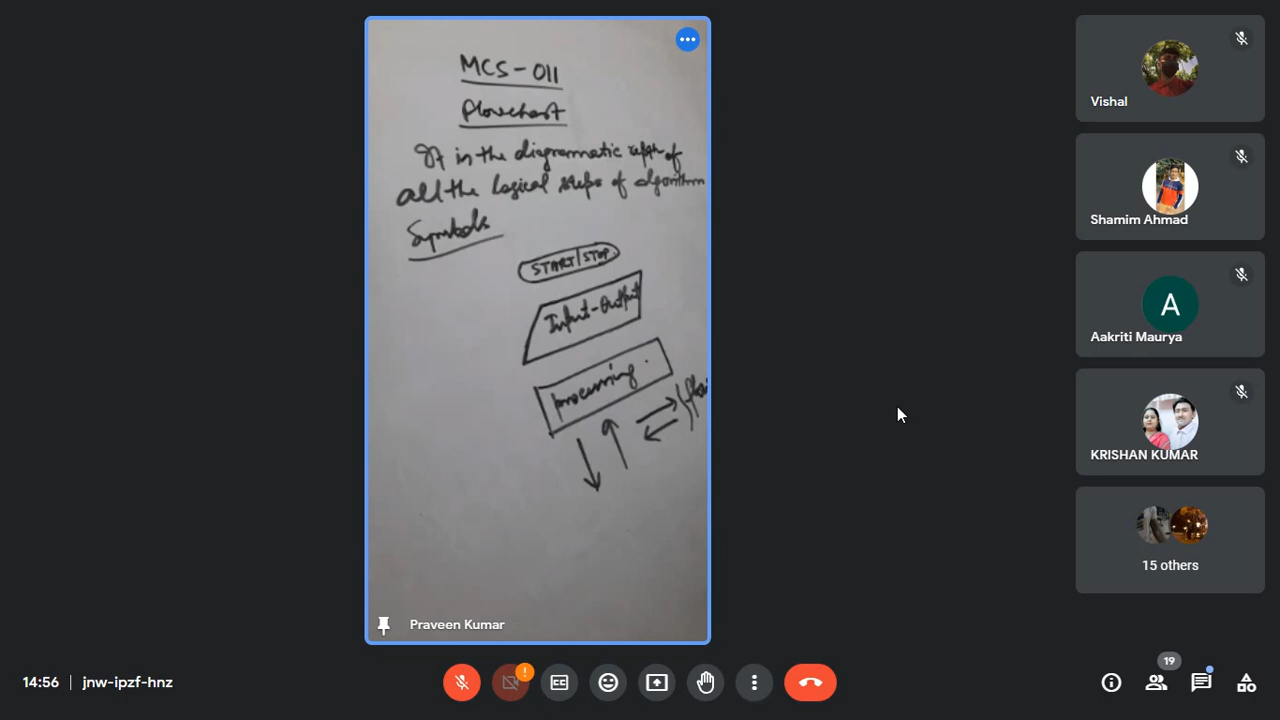 MCS-011
Flowchart
It is the diagrammatic repn of
all the logical steps of algorithm
Symbols
START/STOP
Input-Output
Processing
Praveen Kumar
Vishal
Shamim Ahmad
A
Aakriti Maurya
KRISHAN KUMAR
15 others
14:56 | jnw-ipzf-hnz
19